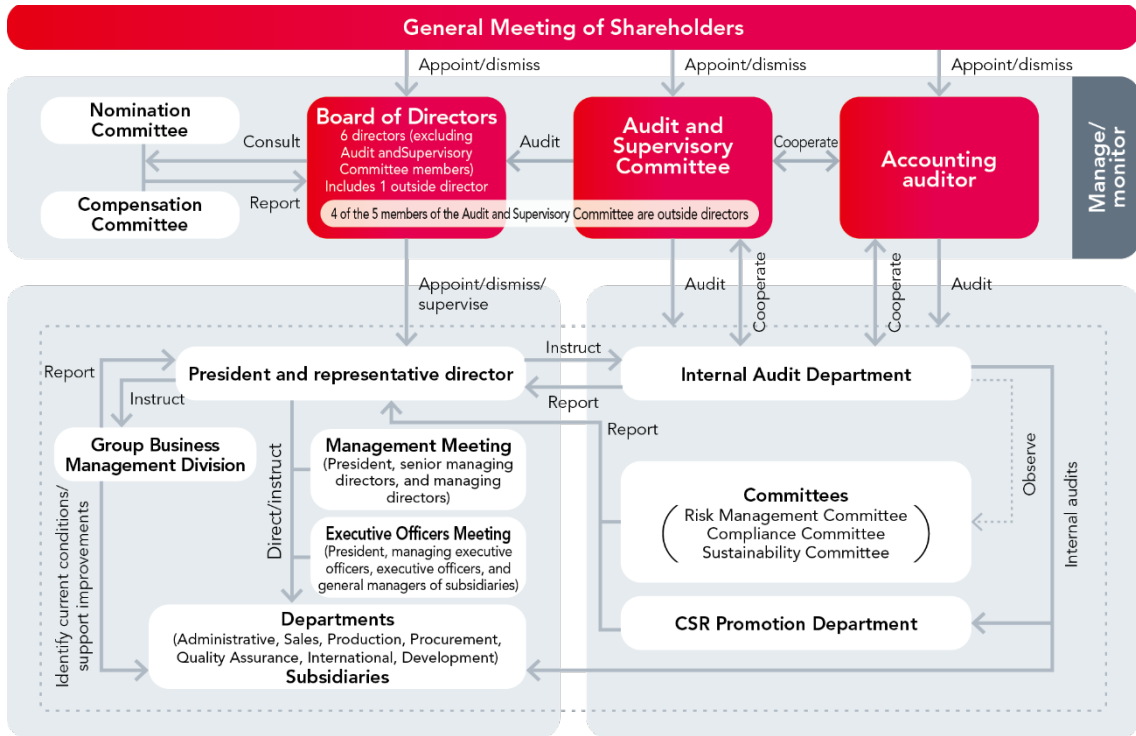 General Meeting of Shareholders
Appoint/dismiss
Appoint/dismiss
Appoint/dismiss
Nomination
Committee
Consult
Report
Compensation
Committee
Board of Directors
6 directors (excluding
Audit andSupervisory
Committee members)
Includes 1 outside director
Audit
Audit and
Supervisory
Committee
4 of the 5 members of the Audit and Supervisory Committee are outside directors
Cooperate
Accounting
auditor
Manage/
monitor
Appoint/dismiss/
supervise
Audit
Cooperate
Cooperate
Audit
Report
President and representative director
Instruct
Report
Internal Audit Department
Instruct
Group Business
Management Division
Direct/instruct
Management Meeting
(President, senior managing
directors, and managing
directors)
Executive Officers Meeting
(President, managing executive
officers, executive officers, and
general managers of subsidiaries)
Report
Committees
(Risk Management Committee
Compliance Committee
Sustainability Committee)
Observe
Internal audits
CSR Promotion Department
Identify current conditions/
support improvements
Departments
(Administrative, Sales, Production, Procurement,
Quality Assurance, International, Development)
Subsidiaries